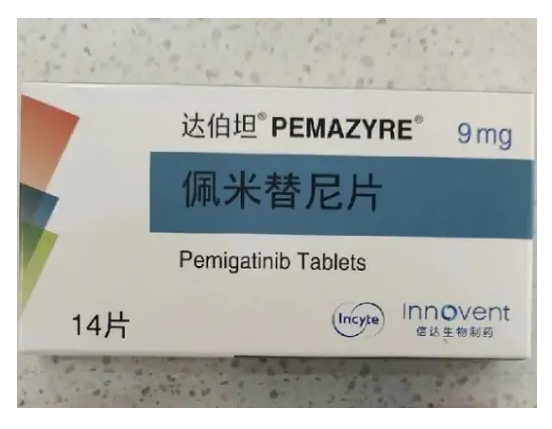 达伯坦® PEMAZYRE® 9mg
佩米替尼片
Pemigatinib Tablets
14片
Incyte
Innovent
信达生物制药